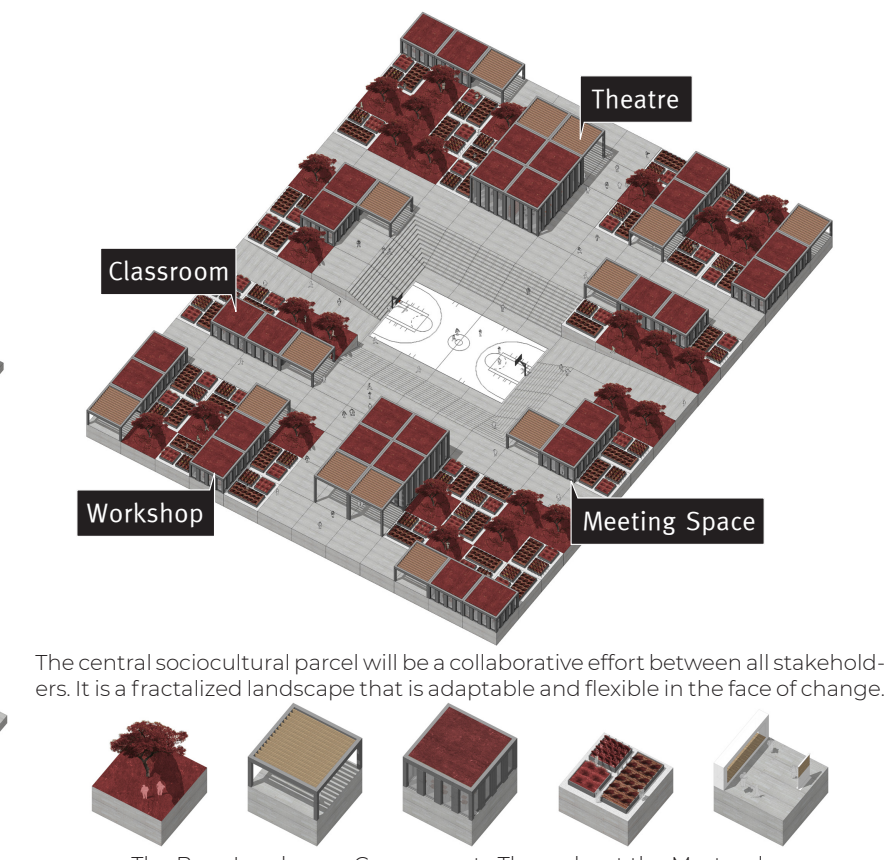 Theatre
Classroom
Workshop
Meeting Space
The central sociocultural parcel will be a collaborative effort between all stakehold-
ers. It is a fractalized landscape that is adaptable and flexible in the face of change.